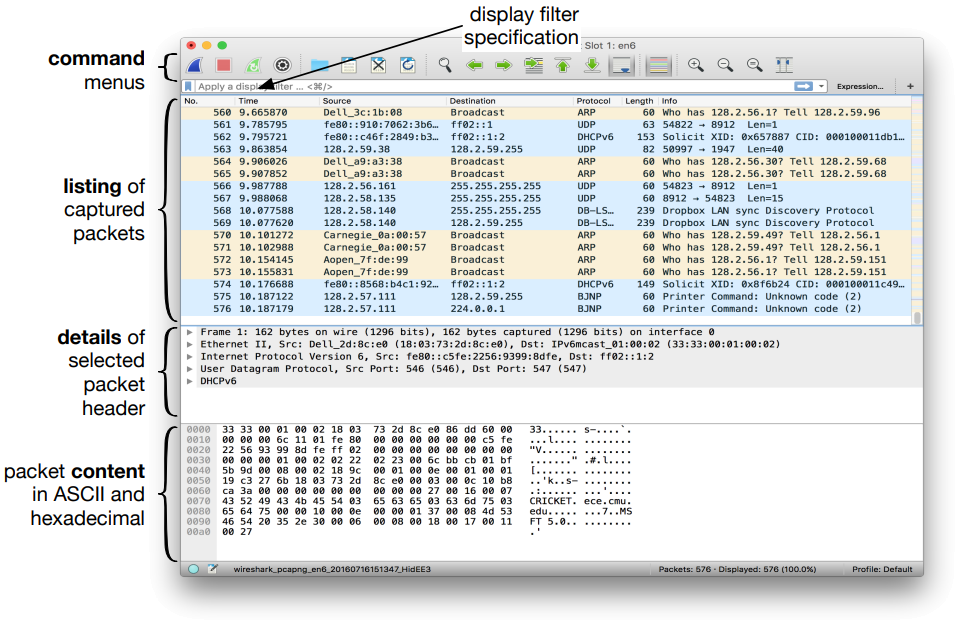 display filter
specification
command
menus
Slot 1: en6
Apply a display filter ... <⌘/>
Expression...
+
No. Time Source Destination Protocol Length Info
560 9.665870 Dell_3c:1b:08 Broadcast ARP 60 Who has 128.2.56.1? Tell 128.2.59.96
561 9.785795 fe80::910:7062:3b6… ff02::1 UDP 63 54822 → 8912 Len=1
562 9.795721 fe80::c46f:2849:b3… ff02::1:2 DHCPv6 153 Solicit XID: 0x657887 CID: 000100011db1…
563 9.863854 128.2.59.38 128.2.59.255 UDP 82 50997 → 1947 Len=40
564 9.906026 Dell_a9:a3:38 Broadcast ARP 60 Who has 128.2.56.30? Tell 128.2.59.68
565 9.907852 Dell_a9:a3:38 Broadcast ARP 60 Who has 128.2.56.30? Tell 128.2.59.68
566 9.987788 128.2.56.161 255.255.255.255 UDP 60 54823 → 8912 Len=1
567 9.988068 128.2.58.135 255.255.255.255 UDP 60 8912 → 54823 Len=15
568 10.077588 128.2.58.140 255.255.255.255 DB-LS… 239 Dropbox LAN sync Discovery Protocol
569 10.077620 128.2.58.140 128.2.59.255 DB-LS… 239 Dropbox LAN sync Discovery Protocol
570 10.101272 Carnegie_0a:00:57 Broadcast ARP 60 Who has 128.2.59.49? Tell 128.2.56.1
571 10.102988 Carnegie_0a:00:57 Broadcast ARP 60 Who has 128.2.59.49? Tell 128.2.56.1
572 10.154145 Aopen_7f:de:99 Broadcast ARP 60 Who has 128.2.56.1? Tell 128.2.59.151
573 10.155831 Aopen_7f:de:99 Broadcast ARP 60 Who has 128.2.56.1? Tell 128.2.59.151
574 10.176688 fe80::8568:b4c1:92… ff02::1:2 DHCPv6 149 Solicit XID: 0x8f6b24 CID: 000100011c49…
575 10.187122 128.2.57.111 128.2.59.255 BJNP 60 Printer Command: Unknown code (2)
576 10.187179 128.2.57.111 224.0.0.1 BJNP 60 Printer Command: Unknown code (2)
listing of
captured
packets
Frame 1: 162 bytes on wire (1296 bits), 162 bytes captured (1296 bits) on interface 0
Ethernet II, Src: Dell_2d:8c:e0 (18:03:73:2d:8c:e0), Dst: IPv6mcast_01:00:02 (33:33:00:01:00:02)
Internet Protocol Version 6, Src: fe80::c5fe:2256:9399:8dfe, Dst: ff02::1:2
User Datagram Protocol, Src Port: 546 (546), Dst Port: 547 (547)
DHCPv6
details of
selected
packet
header
0000 33 33 00 01 00 02 18 03 73 2d 8c e0 86 dd 60 00 33...... s-....`.
0010 00 00 00 6c 11 01 fe 80 00 00 00 00 00 00 c5 fe ...l.... ........
0020 22 56 93 99 8d fe ff 02 00 00 00 00 00 00 00 00 "V...... ........
0030 00 00 00 01 00 02 02 22 02 23 00 6c bb cb 01 bf ......." .#.l....
0040 5b 9d 00 08 00 02 18 9c 00 01 00 0e 00 01 00 01 [....... ........
0050 19 c3 27 6b 18 03 73 2d 8c e0 00 03 00 0c 10 b8 ..'k..s- ........
0060 ca 3a 00 00 00 00 00 00 00 00 00 27 00 16 00 07 .:...... ...'....
0070 43 52 49 43 4b 45 54 03 65 63 65 03 63 6d 75 03 CRICKET. ece.cmu.
0080 65 64 75 00 00 10 00 0e 00 00 01 37 00 08 4d 53 edu..... ...7..MS
0090 46 54 20 35 2e 30 00 06 00 08 00 18 00 17 00 11 FT 5.0.. ........
00a0 00 27 .'
packet content
in ASCII and
hexadecimal
wireshark_pcapng_en6_20160716151347_HidEE3 Packets: 576 · Displayed: 576 (100.0%) Profile: Default